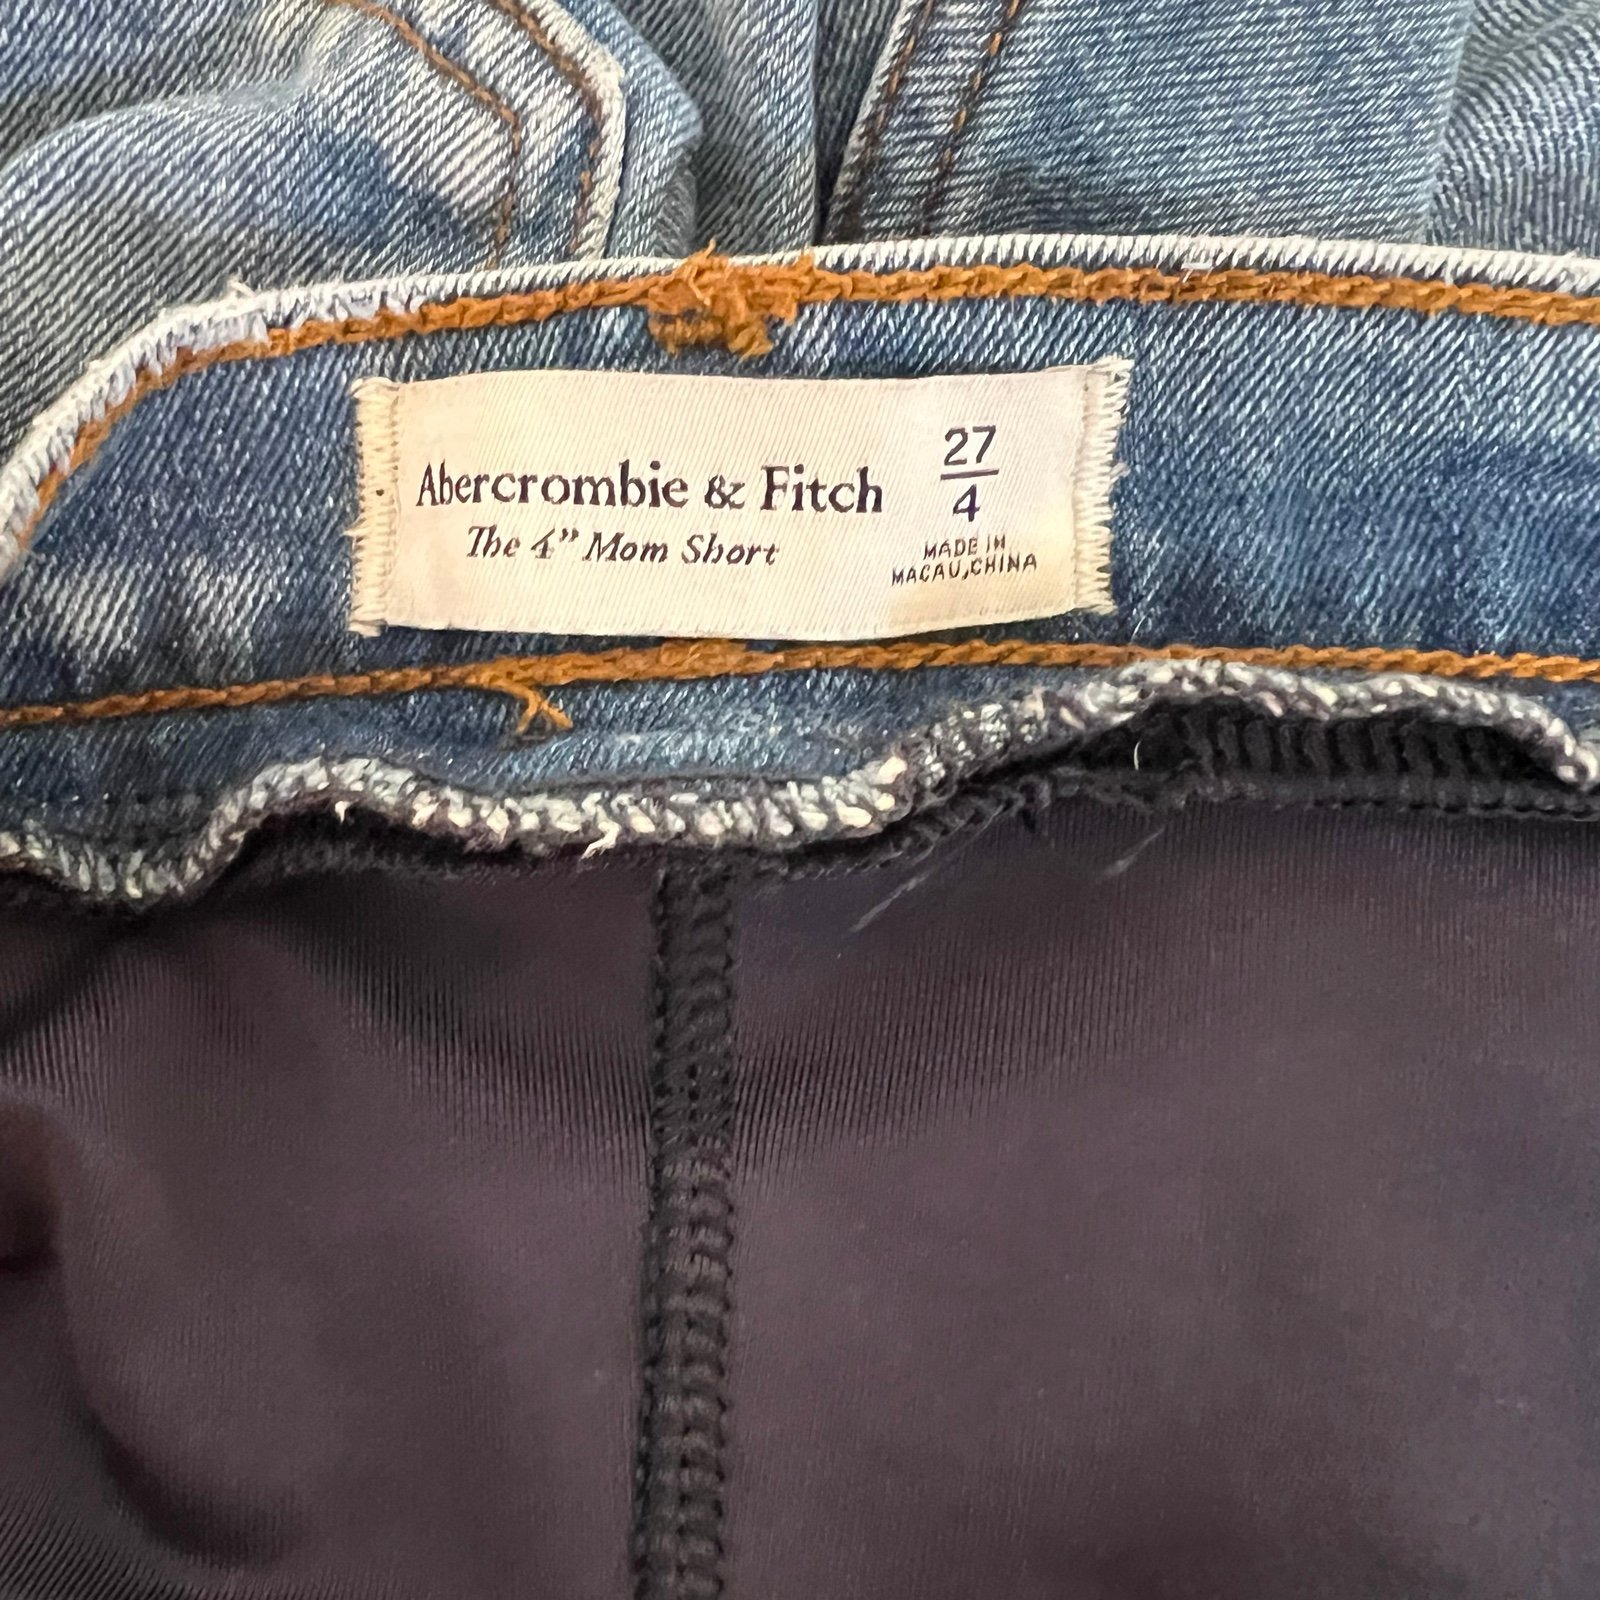 Abercrombie & Fitch
The 4” Mom Short
27
4
MADE IN
MACAU,CHINA